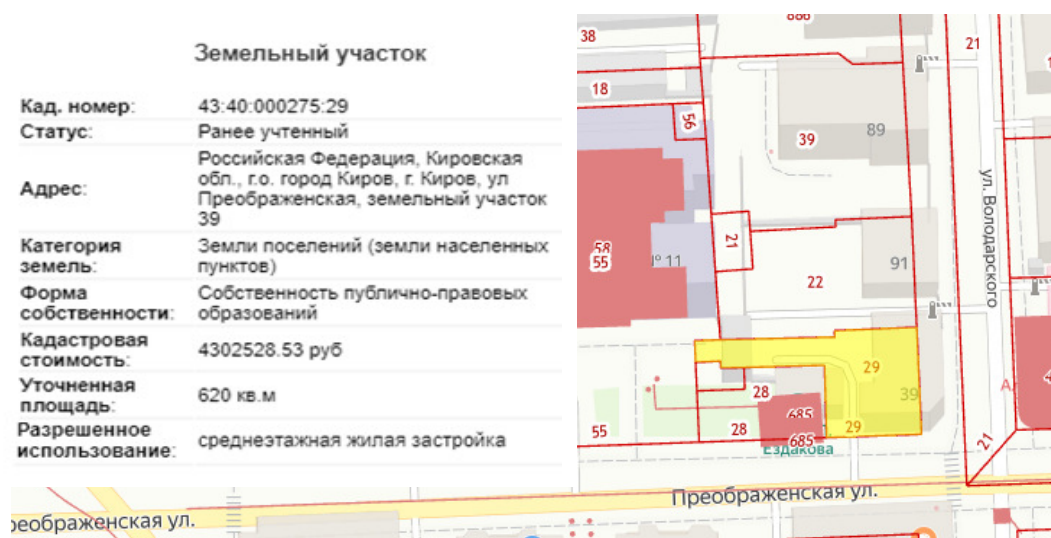 Земельный участок
Кад. номер: 43:40:000275:29
Статус: Ранее учтенный
Адрес: Российская Федерация, Кировская
обл., г.о. город Киров, г. Киров, ул
Преображенская, земельный участок
39
Категория
земель: Земли поселений (земли населенных
пунктов)
Форма
собственности: Собственность публично-правовых
образований
Кадастровая
стоимость: 4302528.53 руб
Уточненная
площадь: 620 кв.м
Разрешенное
использование: среднеэтажная жилая застройка
38
886
21
18
56
39
89
ул. Володарского
58
55
№ 11
21
22
91
29
39
28
685
55
28
685
29
21
Ездакова
Преображенская ул.
реображенская ул.